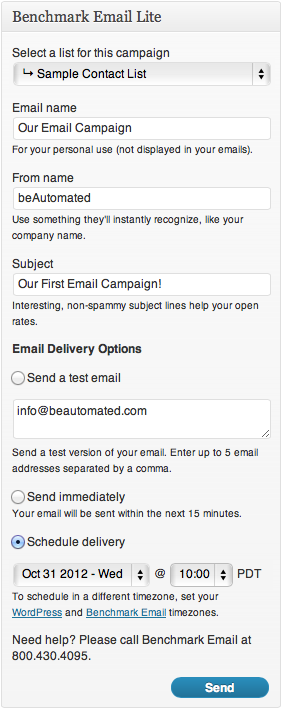 Benchmark Email Lite
Select a list for this campaign
↳ Sample Contact List
Email name
Our Email Campaign
For your personal use (not displayed in your emails).
From name
beAutomated
Use something they'll instantly recognize, like your
company name.
Subject
Our First Email Campaign!
Interesting, non-spammy subject lines help your open
rates.
Email Delivery Options
Send a test email
info@beautomated.com
Send a test version of your email. Enter up to 5 email
addresses separated by a comma.
Send immediately
Your email will be sent within the next 15 minutes.
Schedule delivery
Oct 31 2012 - Wed @ 10:00 PDT
To schedule in a different timezone, set your
WordPress and Benchmark Email timezones.
Need help? Please call Benchmark Email at
800.430.4095.
Send